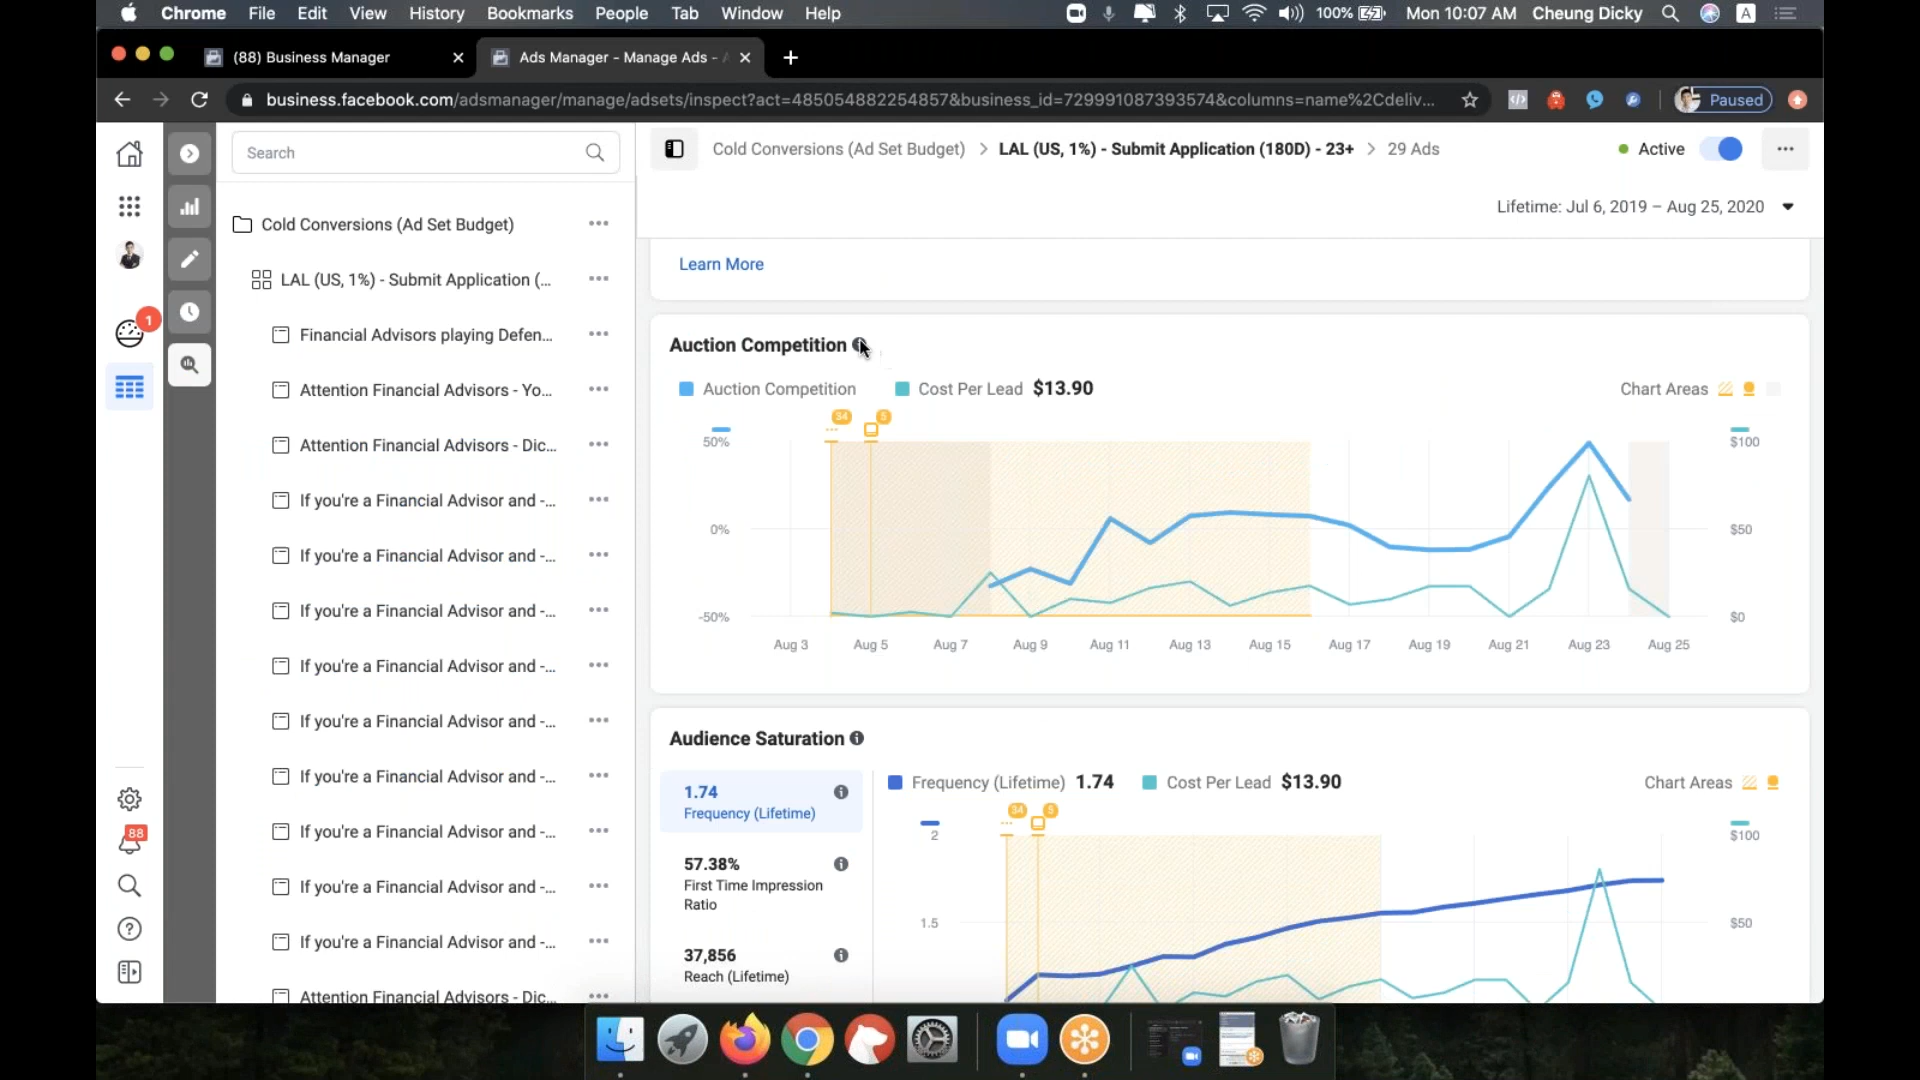 Chrome File Edit View History Bookmarks People Tab Window Help 100% Mon 10:07 AM Cheung Dicky A
(88) Business Manager
Ads Manager - Manage Ads - A
business.facebook.com/adsmanager/manage/adsets/inspect?act=485054882254857&business_id=729991087393574&columns=name%2Cdeliv...
Paused
Search
Cold Conversions (Ad Set Budget) > LAL (US, 1%) - Submit Application (180D) - 23+ > 29 Ads
Active
Lifetime: Jul 6, 2019 – Aug 25, 2020
1
88
Cold Conversions (Ad Set Budget)
LAL (US, 1%) - Submit Application (...
Financial Advisors playing Defen...
Attention Financial Advisors - Yo...
Attention Financial Advisors - Dic...
If you're a Financial Advisor and -...
If you're a Financial Advisor and -...
If you're a Financial Advisor and -...
If you're a Financial Advisor and -...
If you're a Financial Advisor and -...
If you're a Financial Advisor and -...
If you're a Financial Advisor and -...
If you're a Financial Advisor and -...
If you're a Financial Advisor and -...
Attention Financial Advisors - Dic...
Learn More
Auction Competition
Auction Competition
Cost Per Lead $13.90
Chart Areas
34 5
50% $100
0% $50
-50% $0
Aug 3 Aug 5 Aug 7 Aug 9 Aug 11 Aug 13 Aug 15 Aug 17 Aug 19 Aug 21 Aug 23 Aug 25
Audience Saturation
1.74
Frequency (Lifetime)
57.38%
First Time Impression
Ratio
37,856
Reach (Lifetime)
Frequency (Lifetime) 1.74
Cost Per Lead $13.90
Chart Areas
34 5
2 $100
1.5 $50